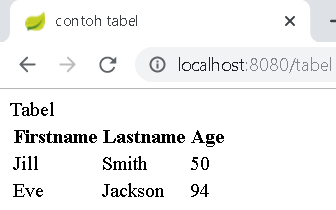 contoh tabel
localhost:8080/tabel
Tabel
Firstname Lastname Age
Jill Smith 50
Eve Jackson 94